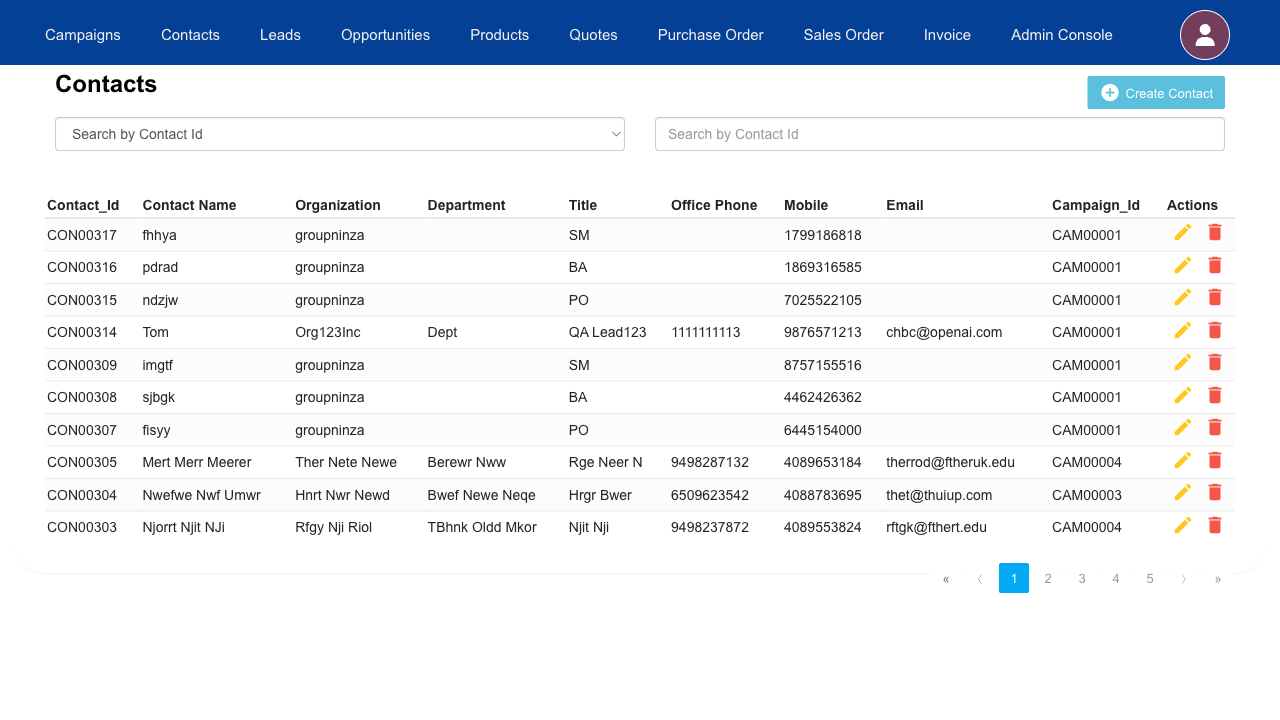 Campaigns Contacts Leads Opportunities Products Quotes Purchase Order Sales Order Invoice Admin Console
Contacts
Create Contact
Search by Contact Id
Search by Contact Id
Contact_Id Contact Name Organization Department Title Office Phone Mobile Email Campaign_Id Actions
CON00317 fhhya groupninza SM 1799186818 CAM00001
CON00316 pdrad groupninza BA 1869316585 CAM00001
CON00315 ndzjw groupninza PO 7025522105 CAM00001
CON00314 Tom Org123Inc Dept QA Lead123 1111111113 9876571213 chbc@openai.com CAM00001
CON00309 imgtf groupninza SM 8757155516 CAM00001
CON00308 sjbgk groupninza BA 4462426362 CAM00001
CON00307 fisyy groupninza PO 6445154000 CAM00001
CON00305 Mert Merr Meerer Ther Nete Newe Berewr Nww Rge Neer N 9498287132 4089653184 therrod@ftheruk.edu CAM00004
CON00304 Nwefwe Nwf Umwr Hnrt Nwr Newd Bwef Newe Neqe Hrgr Bwer 6509623542 4088783695 thet@thuiup.com CAM00003
CON00303 Njorrt Njit NJi Rfgy Nji Riol TBhnk Oldd Mkor Njit Nji 9498237872 4089553824 rftgk@fthert.edu CAM00004
« ⟨ 1 2 3 4 5 ⟩ »